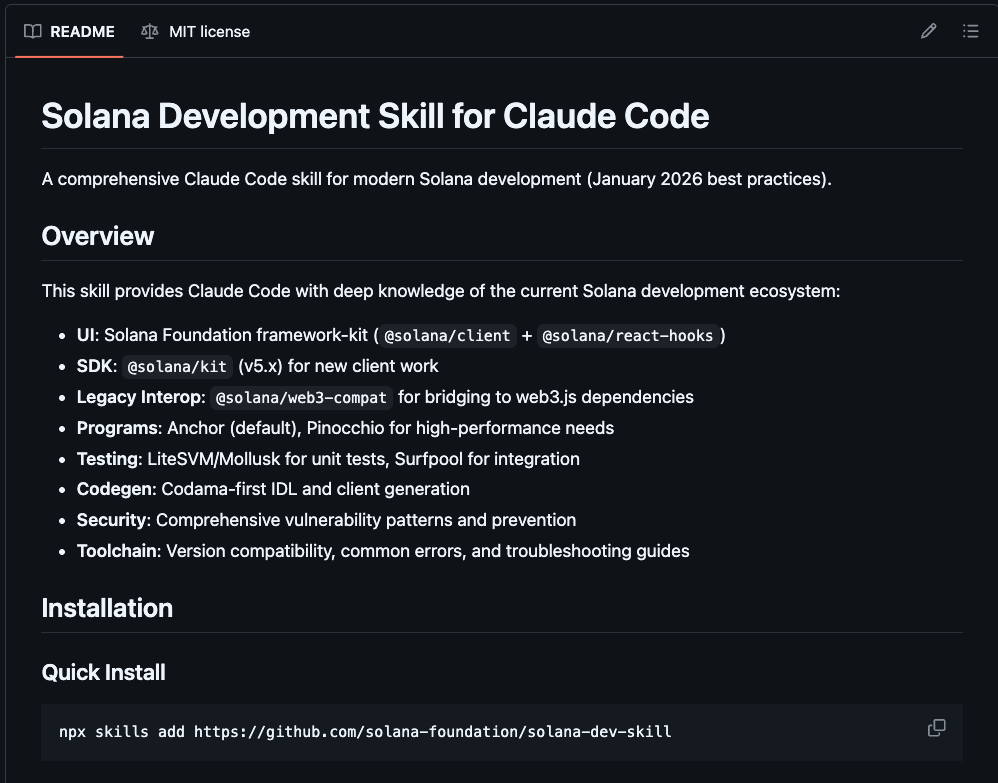 README
MIT license
Solana Development Skill for Claude Code
A comprehensive Claude Code skill for modern Solana development (January 2026 best practices).
Overview
This skill provides Claude Code with deep knowledge of the current Solana development ecosystem:
• UI: Solana Foundation framework-kit ( @solana/client + @solana/react-hooks )
• SDK: @solana/kit (v5.x) for new client work
• Legacy Interop: @solana/web3-compat for bridging to web3.js dependencies
• Programs: Anchor (default), Pinocchio for high-performance needs
• Testing: LiteSVM/Mollusk for unit tests, Surfpool for integration
• Codegen: Codama-first IDL and client generation
• Security: Comprehensive vulnerability patterns and prevention
• Toolchain: Version compatibility, common errors, and troubleshooting guides
Installation
Quick Install
npx skills add https://github.com/solana-foundation/solana-dev-skill